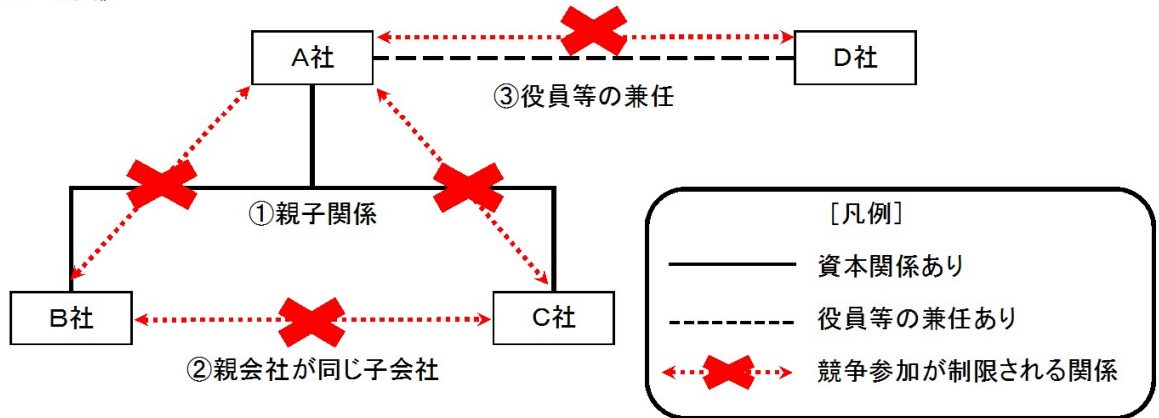 A社
D社
③役員等の兼任
①親子関係
B社
C社
②親会社が同じ子会社
[凡例]
資本関係あり
役員等の兼任あり
競争参加が制限される関係